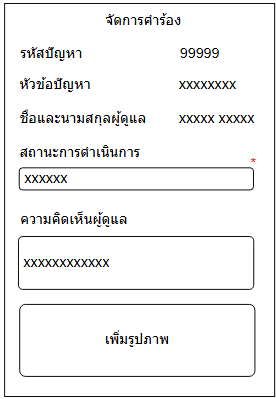 จัดการคำร้อง
รหัสปัญหา 99999
หัวข้อปัญหา xxxxxxxx
ชื่อและนามสกุลผู้ดูแล xxxxx xxxxx
สถานะการดำเนินการ
*
xxxxxx
ความคิดเห็นผู้ดูแล
xxxxxxxxxxxx
เพิ่มรูปภาพ